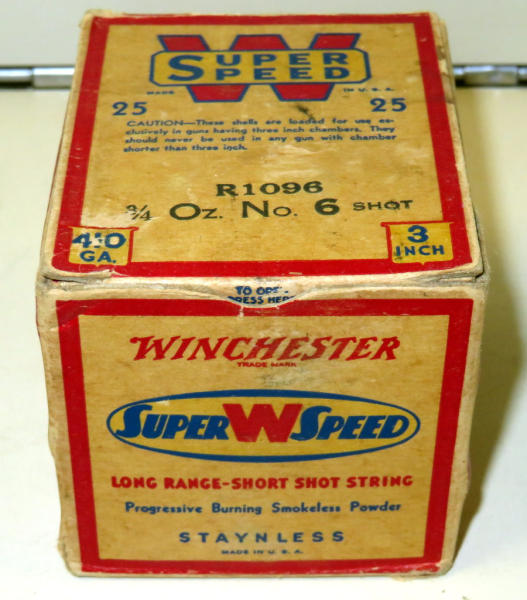 W
SUPER
SPEED
MADE IN U.S.A.
25 25
CAUTION—These shells are loaded for use ex-
clusively in guns having three inch chambers. They
should never be used in any gun with chamber
shorter than three inch.
R1096
3/4 Oz. No. 6 SHOT
410 GA.
3 INCH
TO OPE
PRESS HERE
WINCHESTER
TRADE MARK
SUPER W SPEED
LONG RANGE-SHORT SHOT STRING
Progressive Burning Smokeless Powder
STAYNLESS
MADE IN U.S.A.